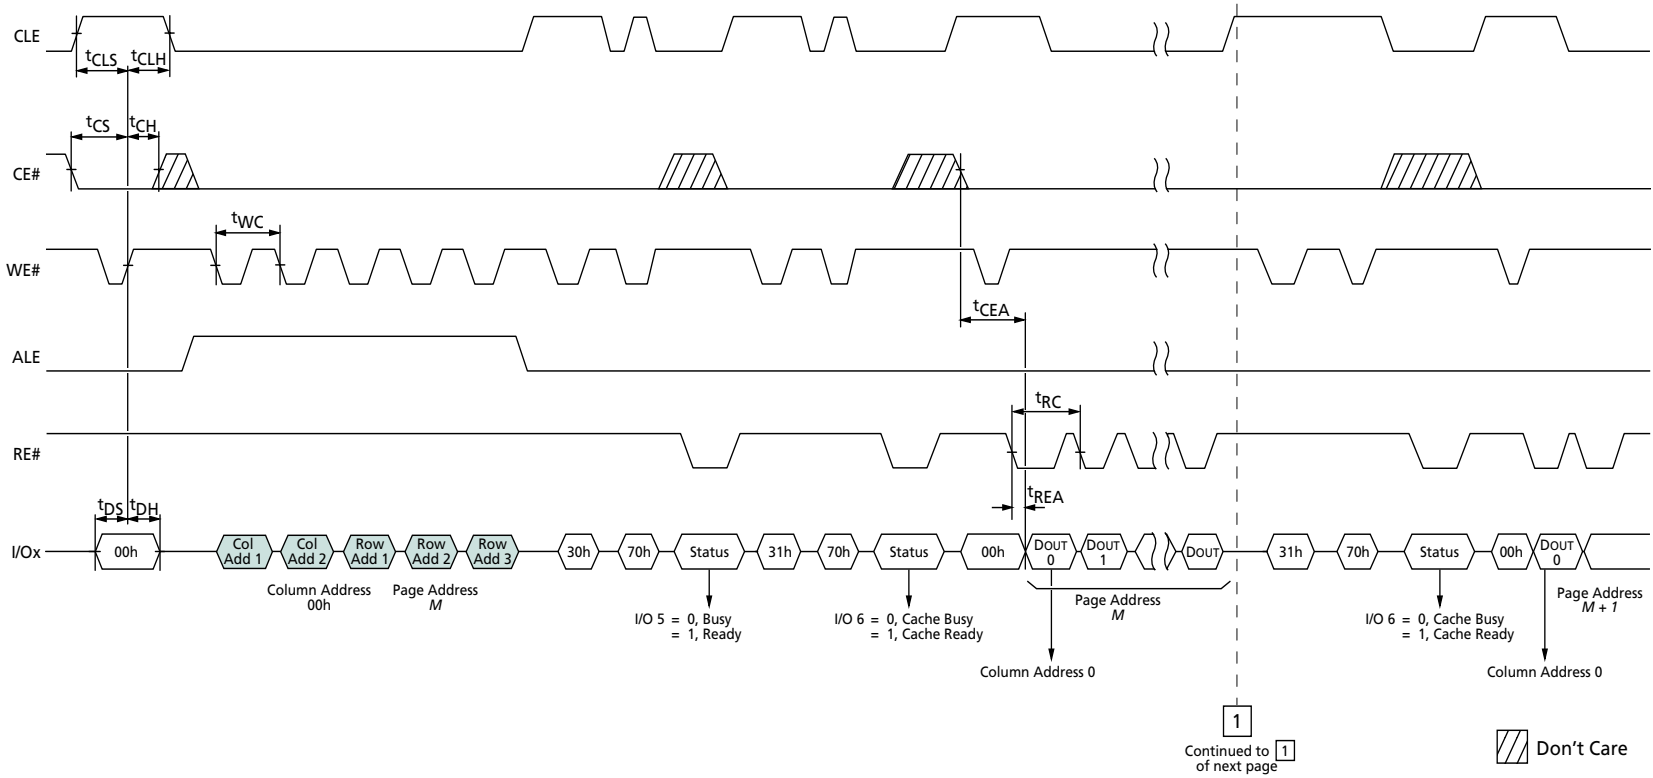 CLE
tCLS tCLH
tCS tCH
CE#
tWC
WE#
tCEA
ALE
tRC
RE#
tREA
tDS tDH
I/Ox
00h
Col Add 1
Col Add 2
Row Add 1
Row Add 2
Row Add 3
30h
70h
Status
31h
70h
Status
00h
DOUT 0
DOUT 1
DOUT
31h
70h
Status
00h
DOUT 0
Column Address
00h
Page Address
M
I/O 5 = 0, Busy
= 1, Ready
I/O 6 = 0, Cache Busy
= 1, Cache Ready
Page Address
M
Column Address 0
I/O 6 = 0, Cache Busy
= 1, Cache Ready
Page Address
M + 1
Column Address 0
1
Continued to 1
of next page
Don't Care